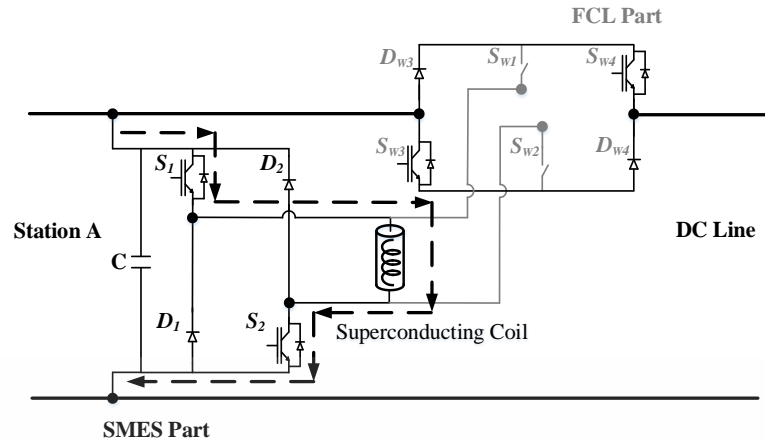 FCL Part
D_W3
S_W1
S_W4
S_W3
S_W2
D_W4
S_1
D_2
Station A
DC Line
C
D_1
S_2
Superconducting Coil
SMES Part